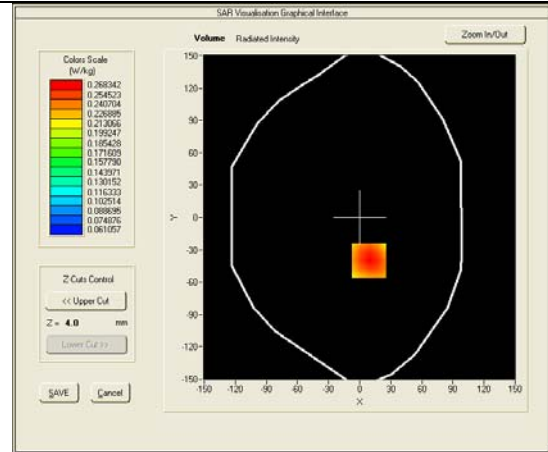 SAR Visualisation Graphical Interface
Volume Radiated Intensity
Zoom In/Out
Colors Scale
(W/kg)
0.268342
0.254523
0.240704
0.226885
0.213066
0.199247
0.185428
0.171609
0.157790
0.143971
0.130152
0.116333
0.102514
0.088695
0.074876
0.061057
Z Cuts Control
<< Upper Cut
Z = 4.0 mm
Lower Cut >>
SAVE
Cancel
150
120
90
60
30
0
-30
-60
-90
-120
-150
Y
-150 -120 -90 -60 -30 0 30 60 90 120 150
X